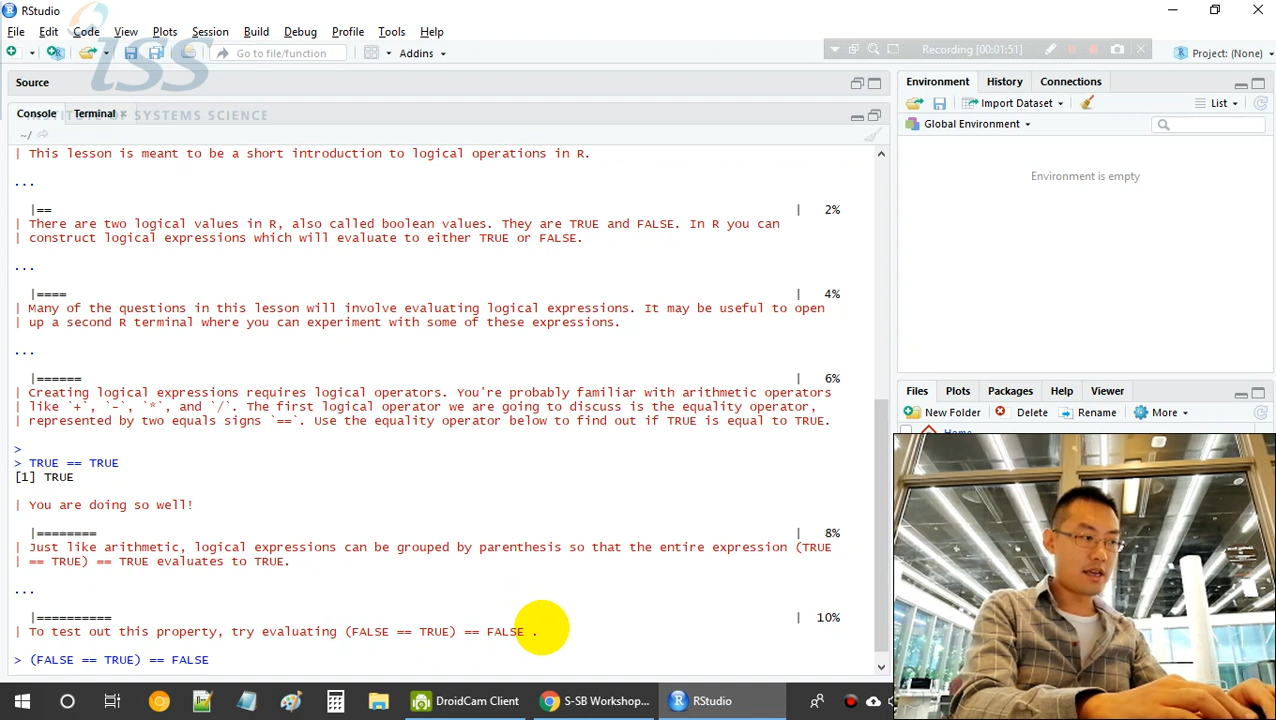 RStudio
File Edit Code View Plots Session Build Debug Profile Tools Help
Go to file/function
Addins
Recording [00:01:51]
Project: (None)
iss
INSTITUTE OF SYSTEMS SCIENCE
Source
Console Terminal ×
~/
| This lesson is meant to be a short introduction to logical operations in R.
...
|== | 2%
| There are two logical values in R, also called boolean values. They are TRUE and FALSE. In R you can
| construct logical expressions which will evaluate to either TRUE or FALSE.
...
|==== | 4%
| Many of the questions in this lesson will involve evaluating logical expressions. It may be useful to open
| up a second R terminal where you can experiment with some of these expressions.
...
|====== | 6%
| Creating logical expressions requires logical operators. You're probably familiar with arithmetic operators
| like `+`, `-`, `*`, and `/`. The first logical operator we are going to discuss is the equality operator,
| represented by two equals signs `==`. Use the equality operator below to find out if TRUE is equal to TRUE.
>
> TRUE == TRUE
[1] TRUE
| You are doing so well!
|======== | 8%
| Just like arithmetic, logical expressions can be grouped by parenthesis so that the entire expression (TRUE
| == TRUE) == TRUE evaluates to TRUE.
...
|========== | 10%
| To test out this property, try evaluating (FALSE == TRUE) == FALSE .
> (FALSE == TRUE) == FALSE
Environment History Connections
Import Dataset
List
Global Environment
Environment is empty
Files Plots Packages Help Viewer
New Folder Delete Rename More
Home
DroidCam Client
S-SB Workshop...
RStudio